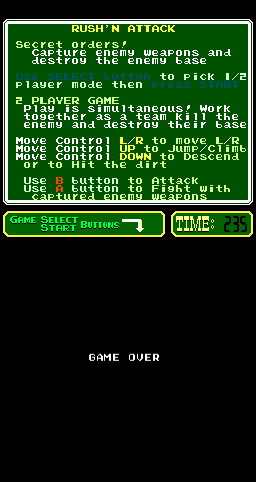 RUSH'N ATTACK
Secret orders!
Capture enemy weapons and
destroy the enemy base
Use SELECT button to pick 1/2
player mode then Press START
2 PLAYER GAME
Play is simultaneous! Work
together as a team Kill the
enemy and destroy their base
Move Control L/R to move L/R
Move Control UP to Jump/Climb
Move Control DOWN to Descend
or to Hit the dirt
Use B button to Attack
Use A button to Fight with
captured enemy weapons
GAME SELECT
START BUTTONS
TIME: 235
GAME OVER